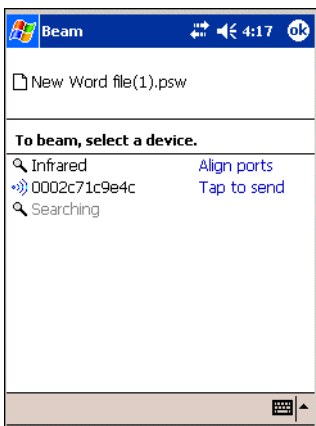 Beam 4:17 ok
New Word file(1).psw
To beam, select a device.
Infrared Align ports
0002c71c9e4c Tap to send
Searching